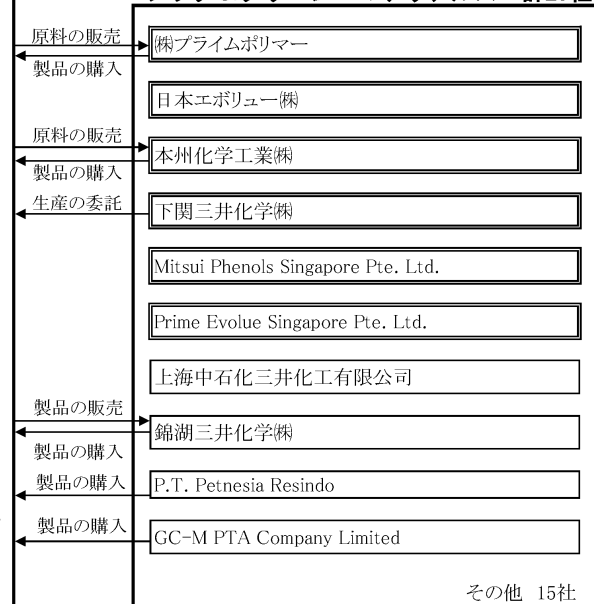 原料の販売
㈱プライムポリマー
製品の購入
日本エボリュー㈱
原料の販売
本州化学工業㈱
製品の購入
生産の委託
下関三井化学㈱
Mitsui Phenols Singapore Pte. Ltd.
Prime Evolue Singapore Pte. Ltd.
上海中石化三井化工有限公司
製品の販売
錦湖三井化学㈱
製品の購入
製品の購入
P.T. Petnesia Resindo
製品の購入
GC-M PTA Company Limited
その他 15社